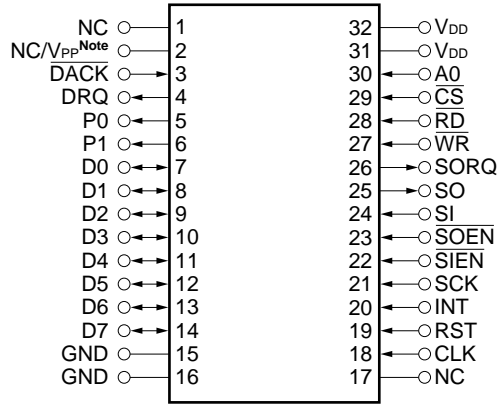 NC 1 32 VDD
NC/VPP Note 2 31 VDD
DACK 3 30 A0
DRQ 4 29 CS
P0 5 28 RD
P1 6 27 WR
D0 7 26 SORQ
D1 8 25 SO
D2 9 24 SI
D3 10 23 SOEN
D4 11 22 SIEN
D5 12 21 SCK
D6 13 20 INT
D7 14 19 RST
GND 15 18 CLK
GND 16 17 NC